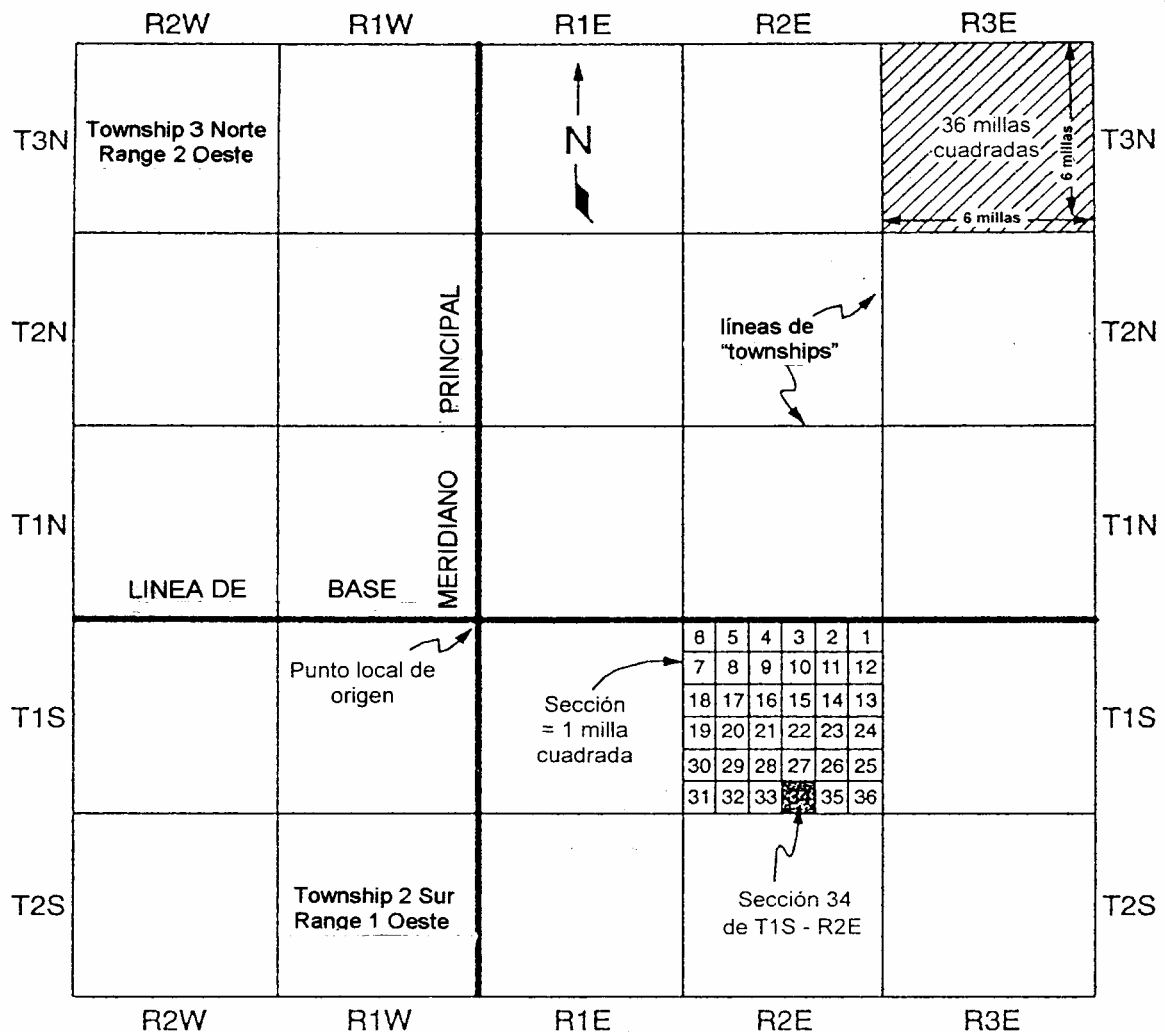 R2W R1W R1E R2E R3E
T3N
Township 3 Norte
Range 2 Oeste
N
36 millas
cuadradas
6 millas
6 millas
T3N
T2N
MERIDIANO PRINCIPAL
líneas de
"townships"
T2N
T1N
LINEA DE BASE
T1N
Punto local de
origen
Sección
= 1 milla
cuadrada
6 5 4 3 2 1
7 8 9 10 11 12
18 17 16 15 14 13
19 20 21 22 23 24
30 29 28 27 26 25
31 32 33 34 35 36
T1S
T1S
T2S
Township 2 Sur
Range 1 Oeste
Sección 34
de T1S - R2E
T2S
R2W R1W R1E R2E R3E